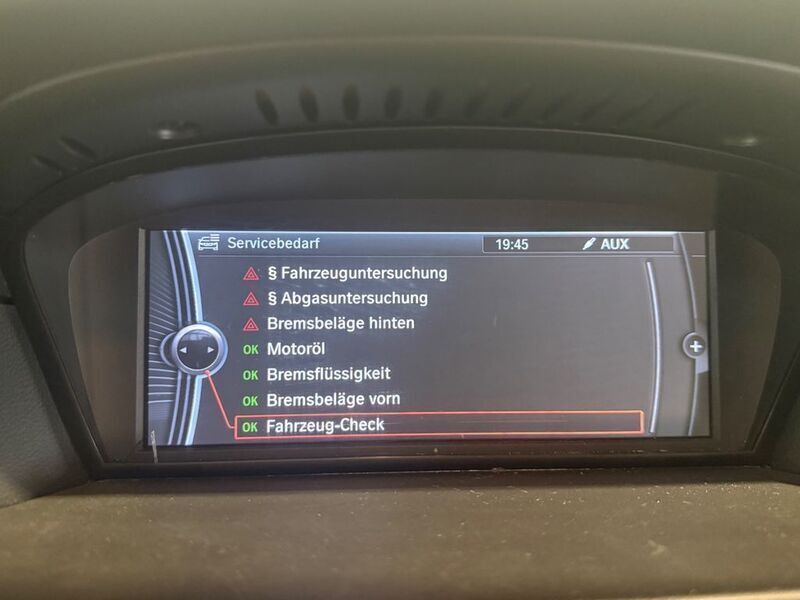 Servicebedarf 19:45 AUX
§ Fahrzeuguntersuchung
§ Abgasuntersuchung
Bremsbeläge hinten
OK Motoröl
OK Bremsflüssigkeit
OK Bremsbeläge vorn
OK Fahrzeug-Check